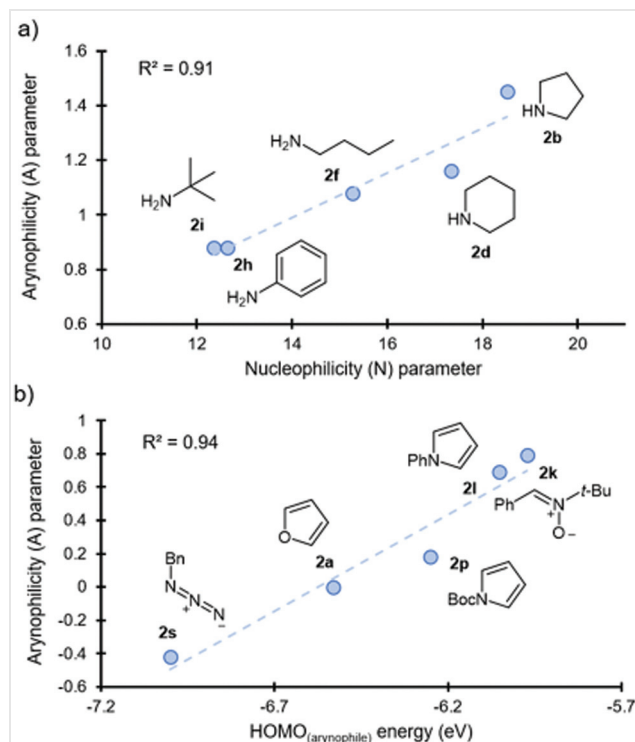 a)
R² = 0.91
Arynophilicity (A) parameter
1.6
1.4
1.2
1
0.8
0.6
10
12
14
16
18
20
Nucleophilicity (N) parameter
H₂N
2i
2h
H₂N
H₂N
2f
HN
2b
HN
2d
b)
R² = 0.94
Arynophilicity (A) parameter
1
0.8
0.6
0.4
0.2
0
-0.2
-0.4
-0.6
-7.2
-6.7
-6.2
-5.7
HOMO(arynophile) energy (eV)
Bn
N
+
N
N
−
2s
O
2a
PhN
2l
2k
Ph
N
+
t-Bu
O−
2p
BocN